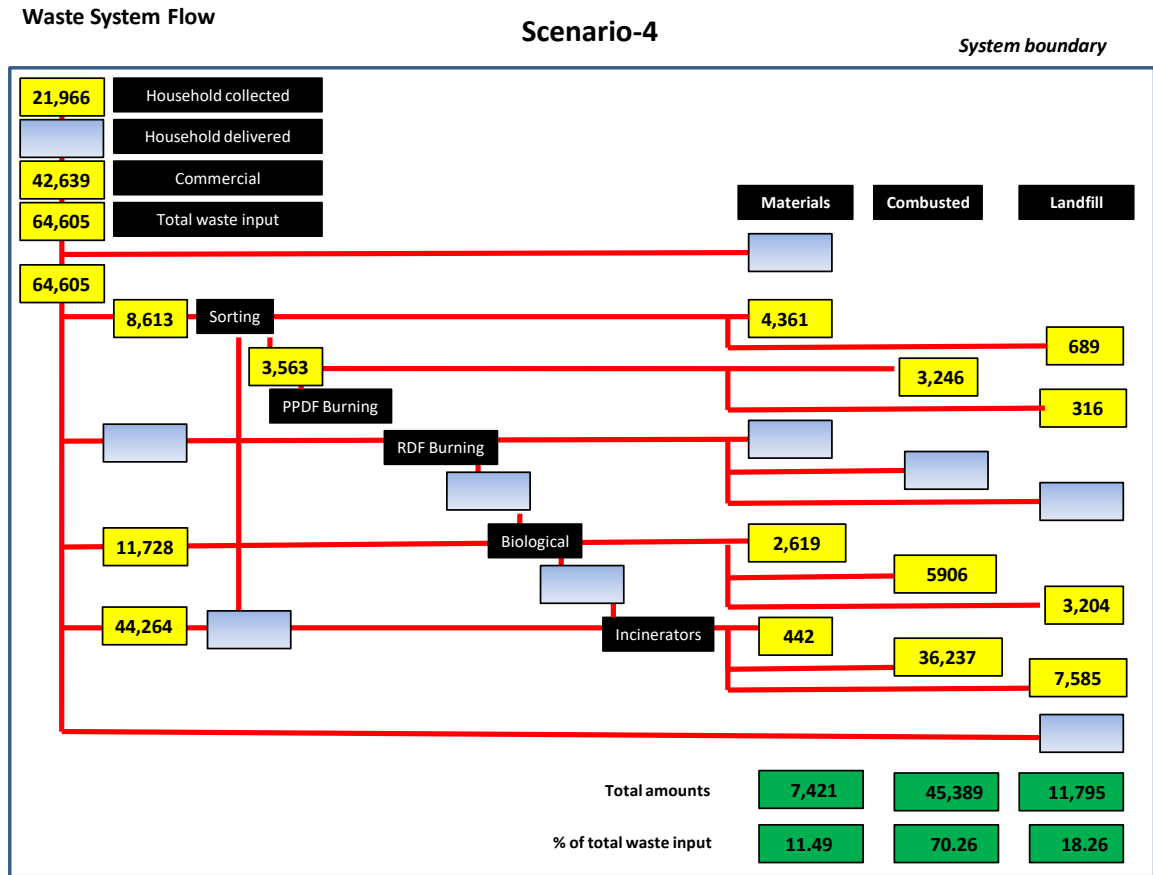 Waste System Flow
Scenario-4
System boundary
21,966 Household collected
Household delivered
42,639 Commercial
64,605 Total waste input
Materials Combusted Landfill
64,605
8,613 Sorting 4,361
689
3,563 3,246
PPDF Burning 316
RDF Burning
11,728 Biological 2,619
5906
3,204
44,264 Incinerators 442
36,237
7,585
Total amounts 7,421 45,389 11,795
% of total waste input 11.49 70.26 18.26